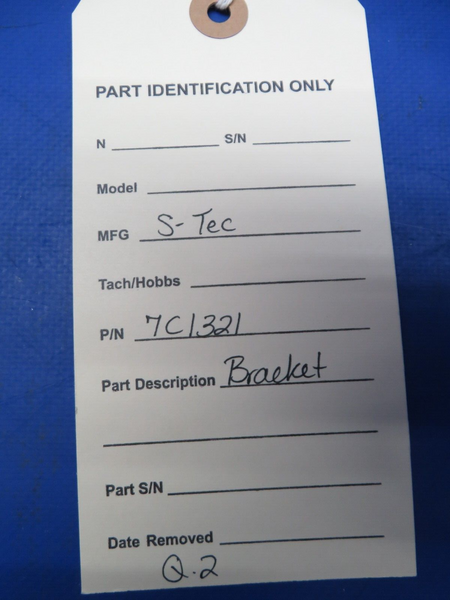 PART IDENTIFICATION ONLY
N S/N
Model
MFG S-Tec
Tach/Hobbs
P/N 7C1321
Part Description Bracket
Part S/N
Date Removed
Q.2